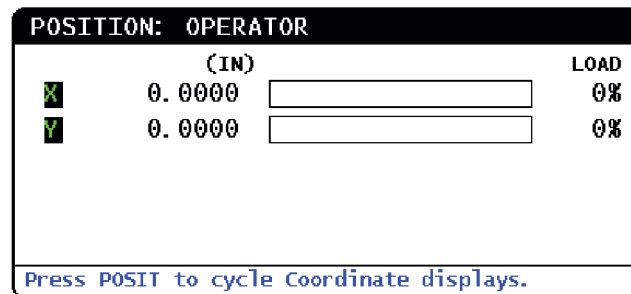 POSITION: OPERATOR
(IN) LOAD
X 0.0000 0%
Y 0.0000 0%
Press POSIT to cycle Coordinate displays.